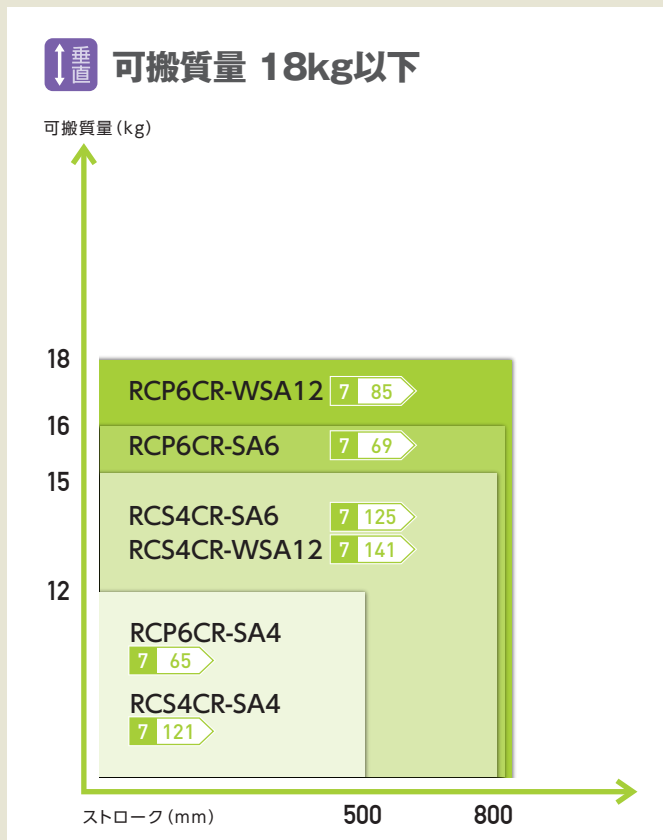 垂直
可搬質量 18kg以下
可搬質量(kg)
18
RCP6CR-WSA12 7 85
16
RCP6CR-SA6 7 69
15
RCS4CR-SA6 7 125
RCS4CR-WSA12 7 141
12
RCP6CR-SA4
7 65
RCS4CR-SA4
7 121
ストローク(mm) 500 800